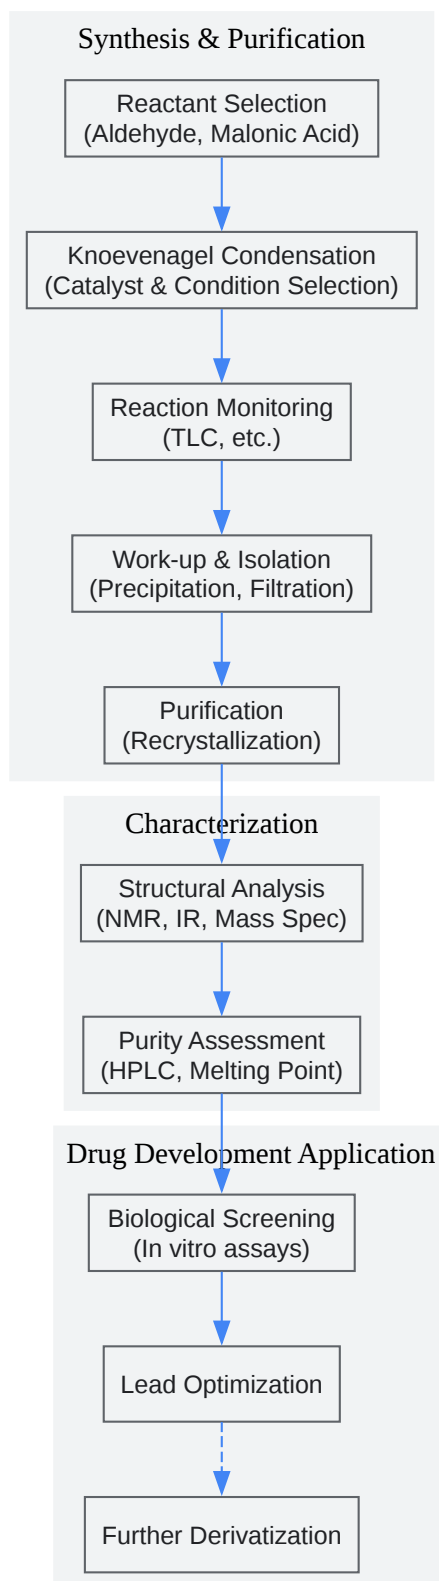 Synthesis & Purification
Reactant Selection
(Aldehyde, Malonic Acid)
Knoevenagel Condensation
(Catalyst & Condition Selection)
Reaction Monitoring
(TLC, etc.)
Work-up & Isolation
(Precipitation, Filtration)
Purification
(Recrystallization)
Characterization
Structural Analysis
(NMR, IR, Mass Spec)
Purity Assessment
(HPLC, Melting Point)
Drug Development Application
Biological Screening
(In vitro assays)
Lead Optimization
Further Derivatization